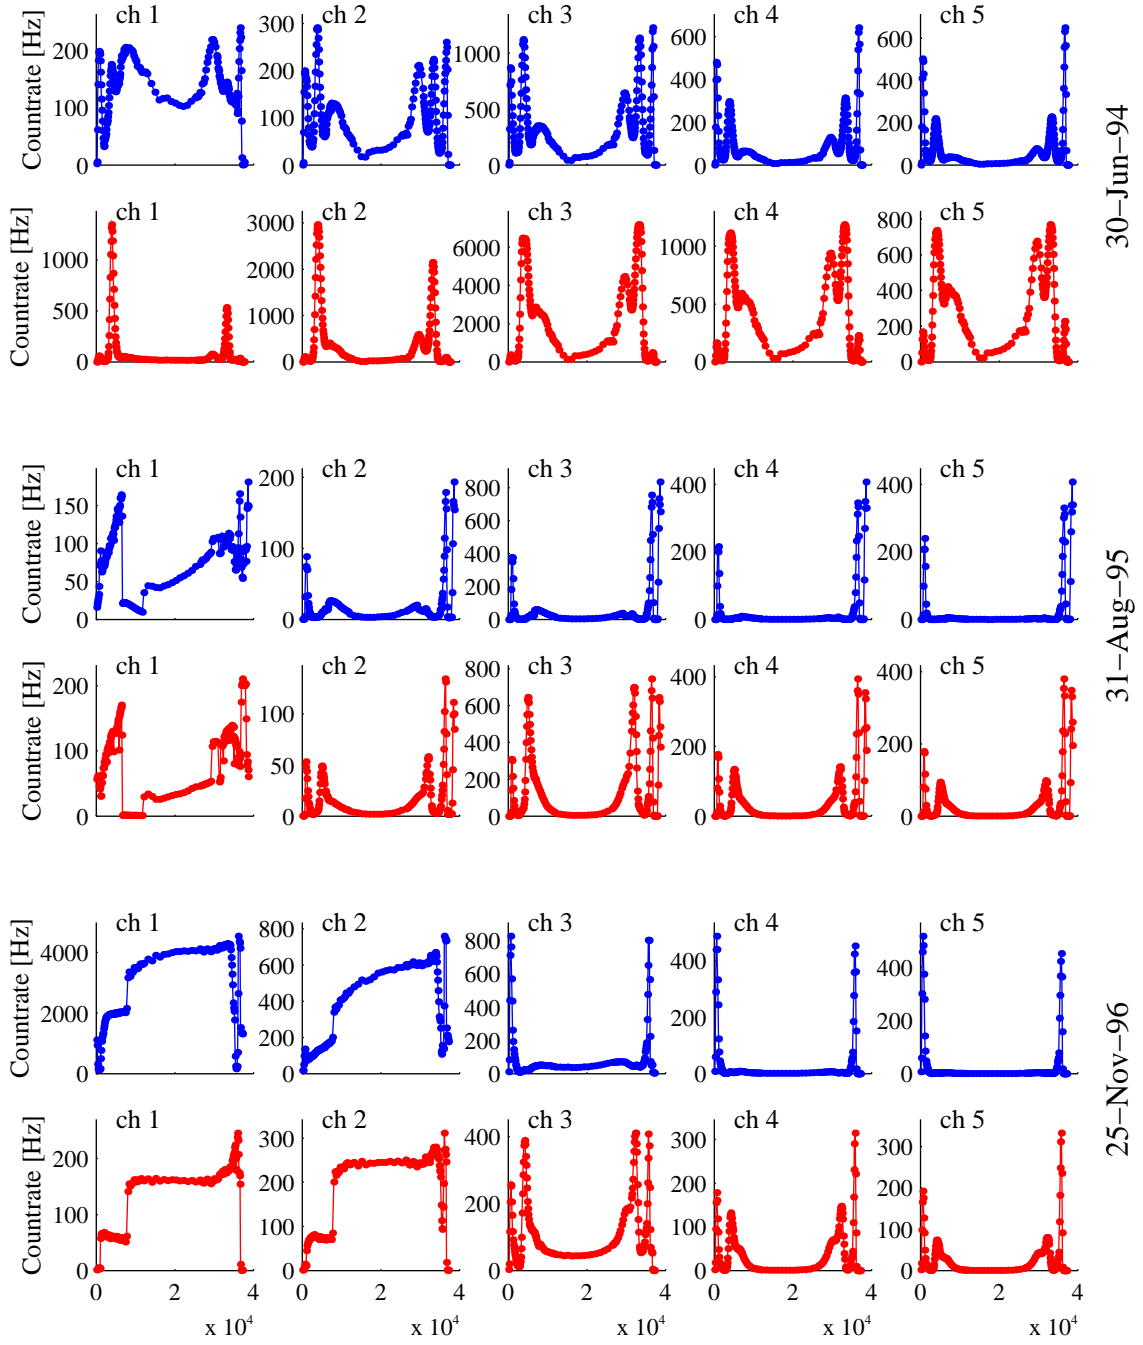 ch 1 ch 2 ch 3 ch 4 ch 5
Countrate [Hz]
200 100 0
300 200 100 0
1000 500 0
600 400 200 0
600 400 200 0
30−Jun−94
ch 1 ch 2 ch 3 ch 4 ch 5
Countrate [Hz]
1000 500 0
3000 2000 1000 0
6000 4000 2000 0
1000 500 0
800 600 400 200 0
ch 1 ch 2 ch 3 ch 4 ch 5
Countrate [Hz]
150 100 50 0
200 100 0
800 600 400 200 0
400 200 0
400 200 0
31−Aug−95
ch 1 ch 2 ch 3 ch 4 ch 5
Countrate [Hz]
200 100 0
100 50 0
800 600 400 200 0
400 200 0
400 200 0
ch 1 ch 2 ch 3 ch 4 ch 5
Countrate [Hz]
4000 2000 0
800 600 400 200 0
800 600 400 200 0
400 200 0
400 200 0
25−Nov−96
ch 1 ch 2 ch 3 ch 4 ch 5
Countrate [Hz]
200 100 0
300 200 100 0
400 200 0
300 200 100 0
300 200 100 0
0 2 4 0 2 4 0 2 4 0 2 4 0 2 4
x 10⁴ x 10⁴ x 10⁴ x 10⁴ x 10⁴